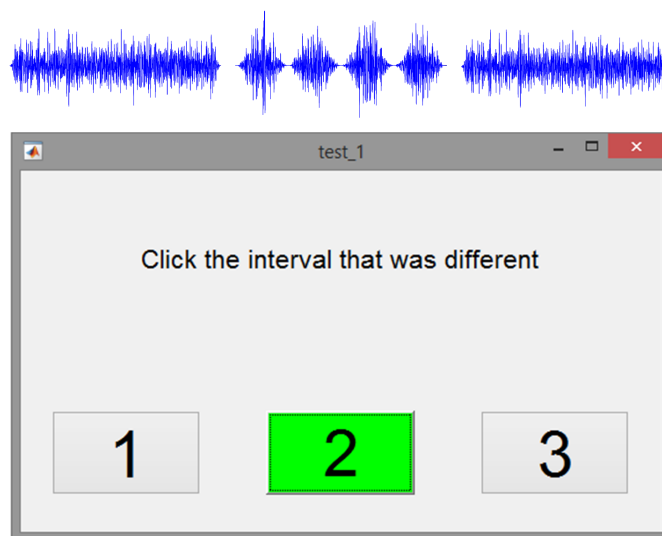 test_1
Click the interval that was different
1 2 3